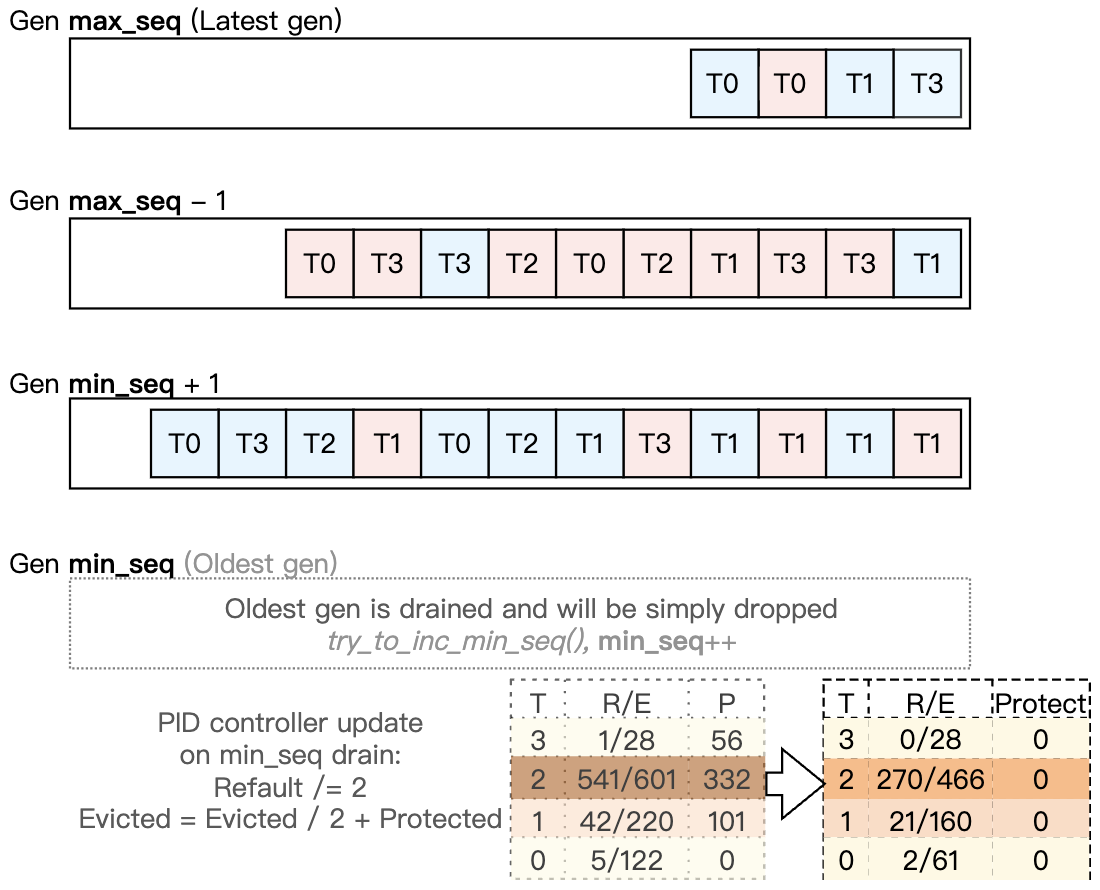 Gen max_seq (Latest gen)
T0 T0 T1 T3
Gen max_seq – 1
T0 T3 T3 T2 T0 T2 T1 T3 T3 T1
Gen min_seq + 1
T0 T3 T2 T1 T0 T2 T1 T3 T1 T1 T1 T1
Gen min_seq (Oldest gen)
Oldest gen is drained and will be simply dropped
try_to_inc_min_seq(), min_seq++
PID controller update
on min_seq drain:
Refault /= 2
Evicted = Evicted / 2 + Protected
T R/E P
3 1/28 56
2 541/601 332
1 42/220 101
0 5/122 0
T R/E Protect
3 0/28 0
2 270/466 0
1 21/160 0
0 2/61 0